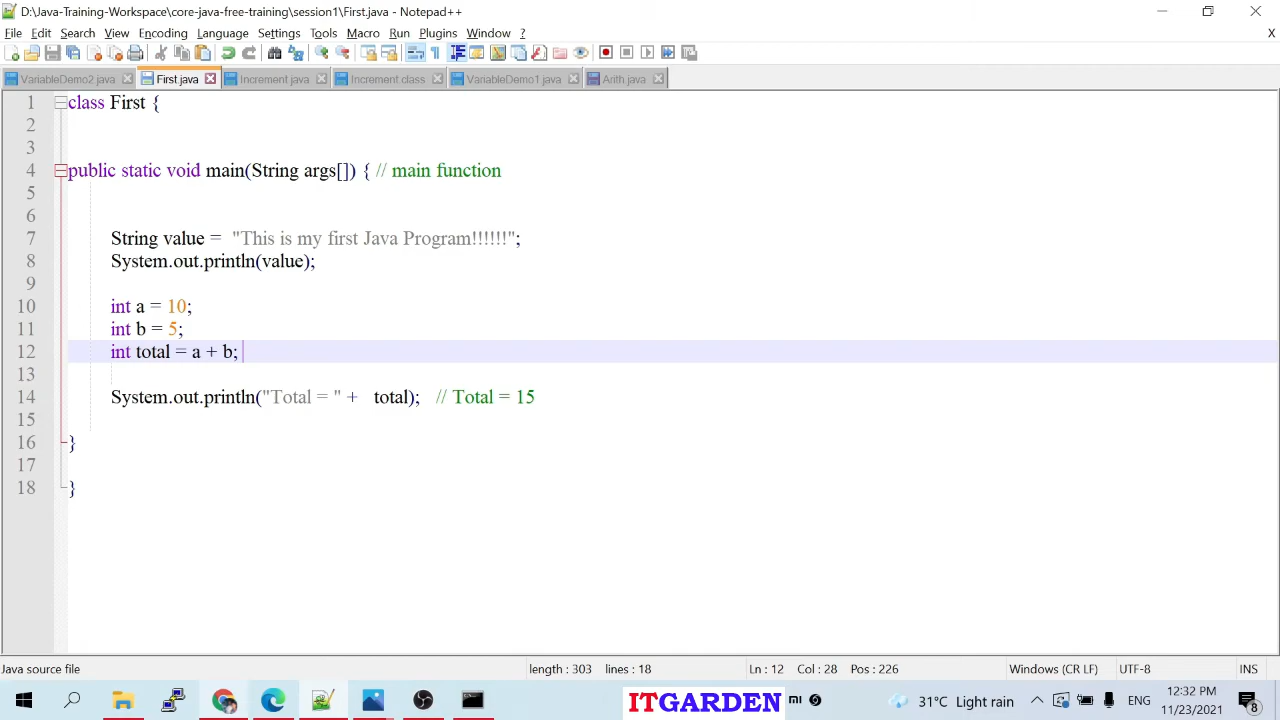 D:\Java-Training-Workspace\core-java-free-training\session1\First.java - Notepad++
File Edit Search View Encoding Language Settings Tools Macro Run Plugins Window ? X
VariableDemo2.java First.java Increment.java Increment class VariableDemo1.java Arith.java
1 class First {
2
3
4 public static void main(String args[]) { // main function
5
6
7 String value = "This is my first Java Program!!!!!!";
8 System.out.println(value);
9
10 int a = 10;
11 int b = 5;
12 int total = a + b;
13
14 System.out.println("Total = " + total); // Total = 15
15
16 }
17
18 }
Java source file length : 303 lines : 18 Ln : 12 Col : 28 Pos : 226 Windows (CR LF) UTF-8 INS
ITGARDEN 31°C Light rain ENG 12:32 PM
11/23/2021 8